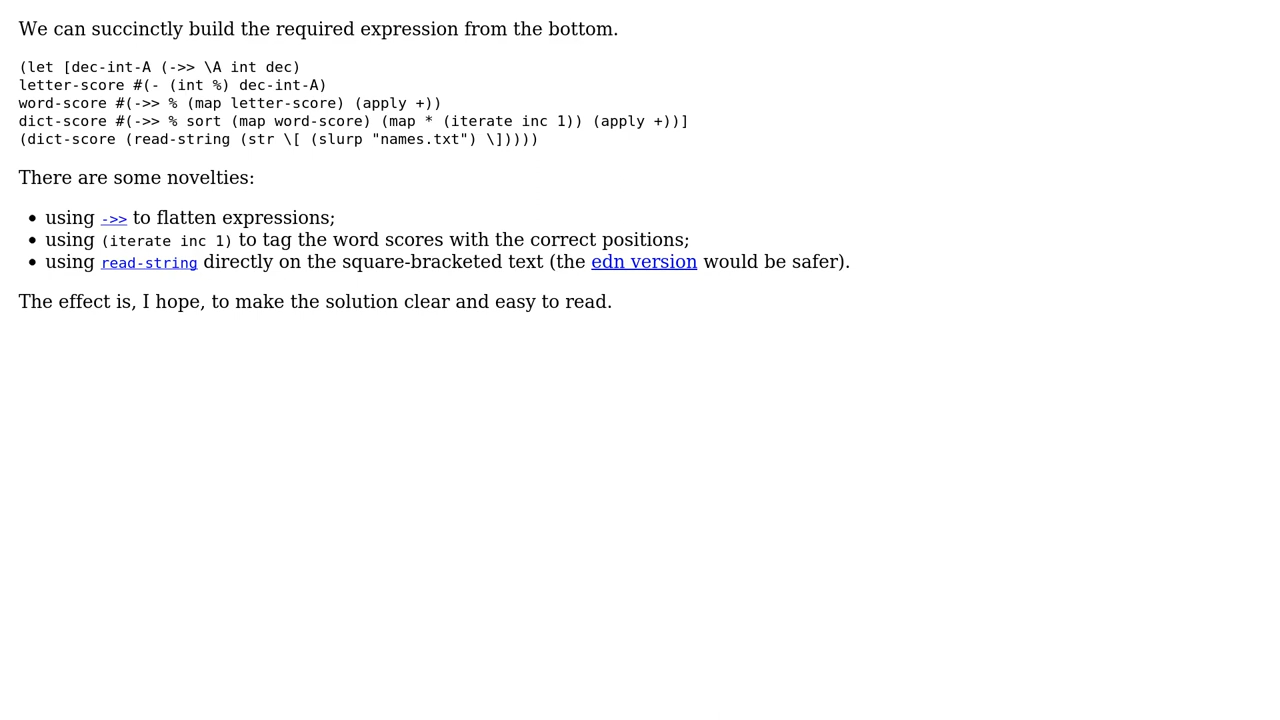 We can succinctly build the required expression from the bottom.
(let [dec-int-A (->> \A int dec)
letter-score #(- (int %) dec-int-A)
word-score #(->> % (map letter-score) (apply +))
dict-score #(->> % sort (map word-score) (map * (iterate inc 1)) (apply +))]
(dict-score (read-string (str \[ (slurp "names.txt") \]))))
There are some novelties:
• using ->> to flatten expressions;
• using (iterate inc 1) to tag the word scores with the correct positions;
• using read-string directly on the square-bracketed text (the edn version would be safer).
The effect is, I hope, to make the solution clear and easy to read.